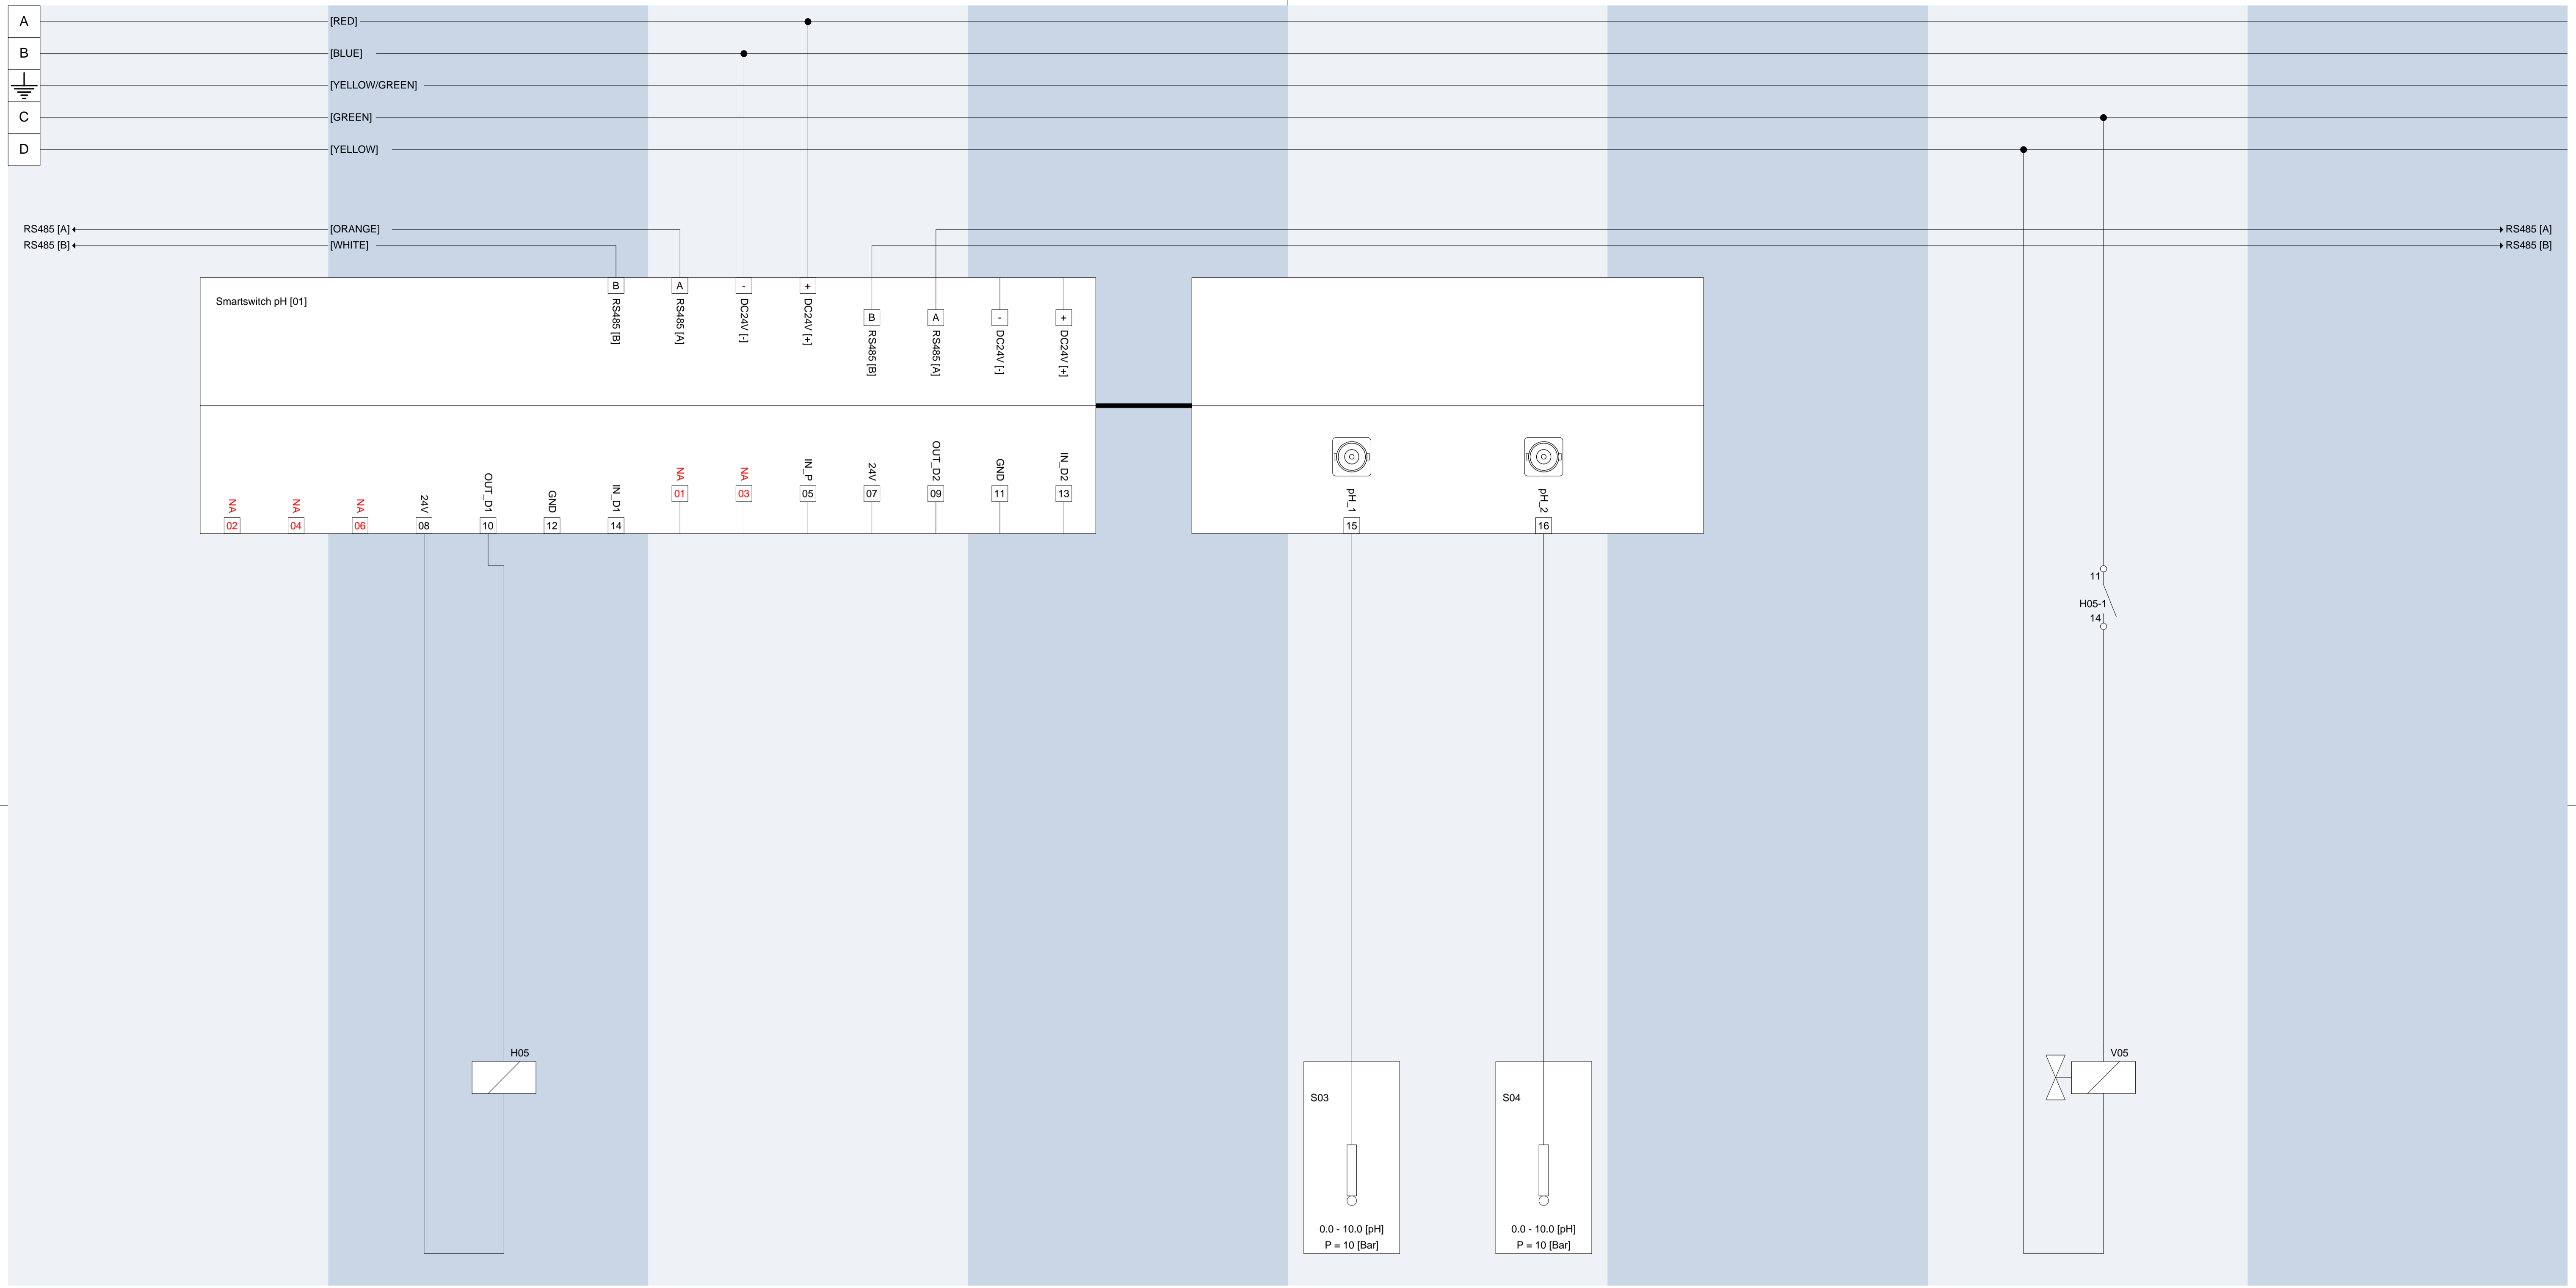 A [RED]
B [BLUE]
[YELLOW/GREEN]
C [GREEN]
D [YELLOW]
RS485 [A] [ORANGE] RS485 [A]
RS485 [B] [WHITE] RS485 [B]
Smartswitch pH [01]
B A - +
RS485 [B] RS485 [A] DC24V [-] DC24V [+]
B A - +
RS485 [B] RS485 [A] DC24V [-] DC24V [+]
NA NA IN_P 24V OUT_D2 GND IN_D2
01 03 05 07 09 11 13
NA NA NA 24V OUT_D1 GND IN_D1
02 04 06 08 10 12 14
pH_1 pH_2
15 16
11
H05-1
14
H05
V05
S03
0.0 - 10.0 [pH]
P = 10 [Bar]
S04
0.0 - 10.0 [pH]
P = 10 [Bar]